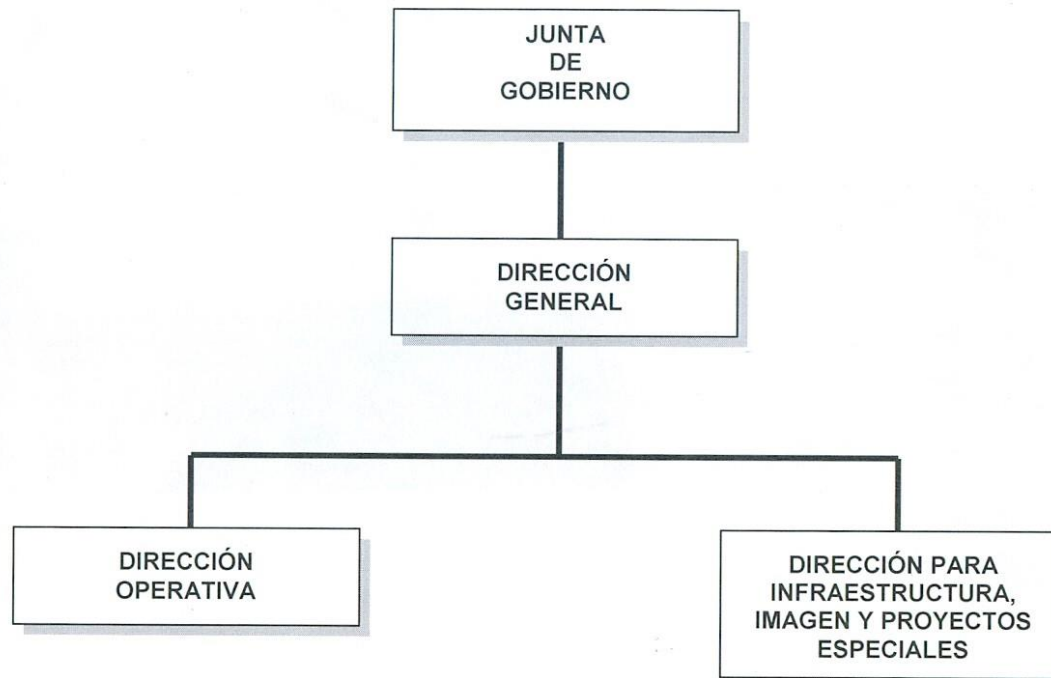 JUNTA
DE
GOBIERNO
DIRECCIÓN
GENERAL
DIRECCIÓN
OPERATIVA
DIRECCIÓN PARA
INFRAESTRUCTURA,
IMAGEN Y PROYECTOS
ESPECIALES